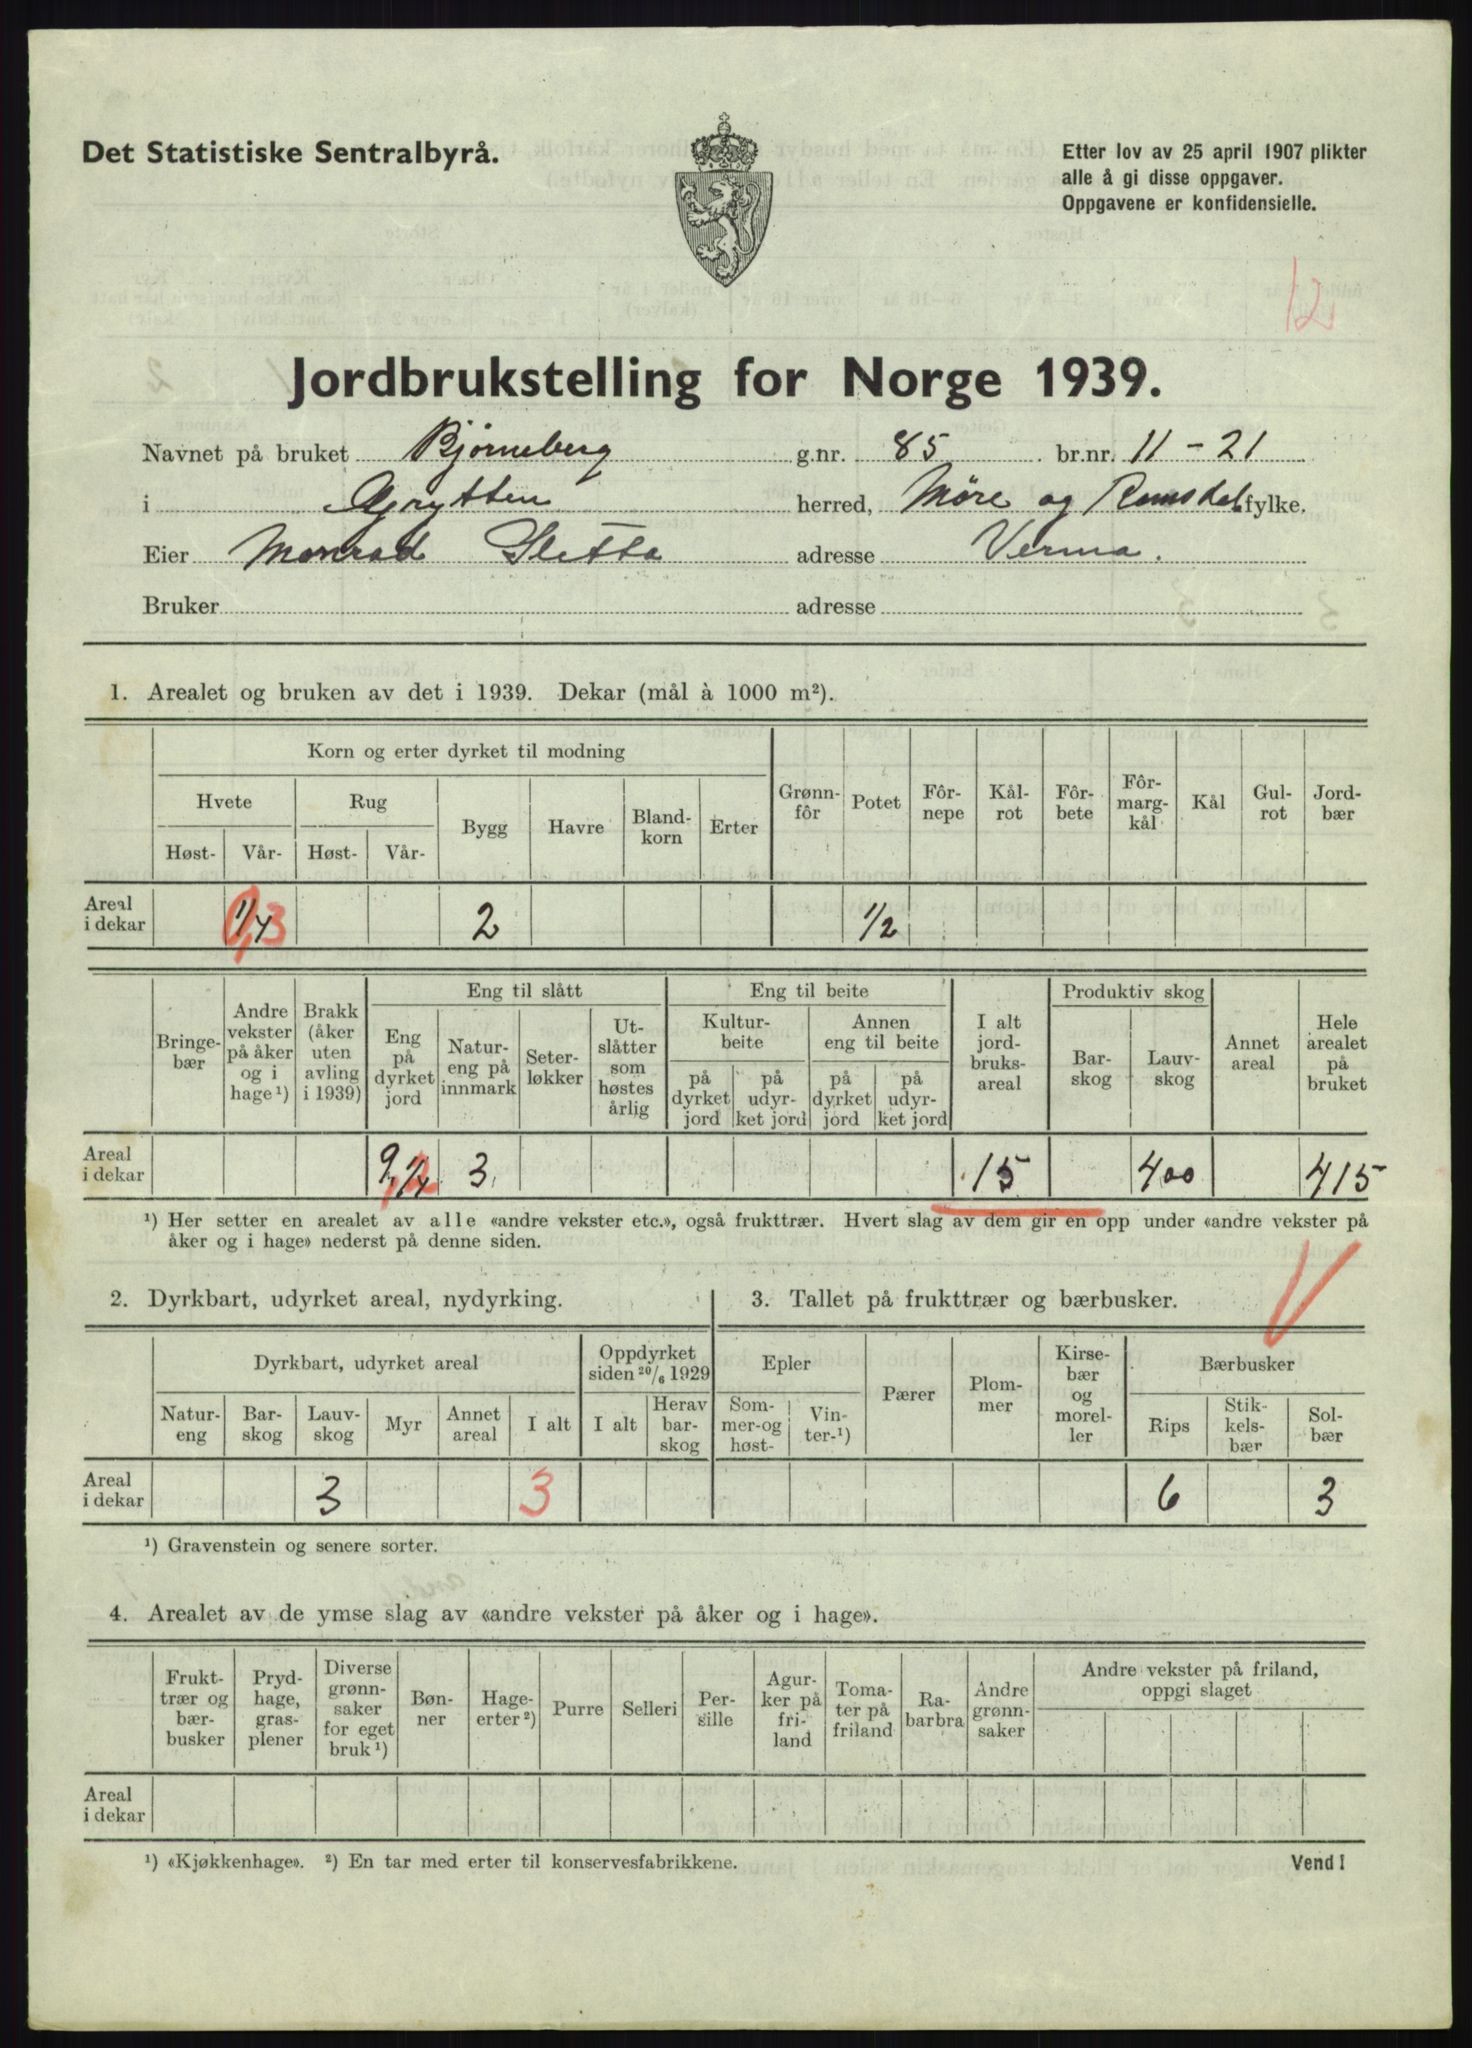 Det Statistiske Sentralbyrå.
Etter lov av 25 april 1907 plikter
alle å gi disse oppgaver.
Oppgavene er konfidensielle.
12
Jordbrukstelling for Norge 1939.
Navnet på bruket Bjørneberg g.nr. 85 br.nr. 11-21
i Grytten herred, Møre og Romsdal fylke.
Eier Monrad Sletta adresse Verma.
Bruker adresse
1. Arealet og bruken av det i 1939. Dekar (mål à 1000 m²).
Korn og erter dyrket til modning
Hvete Rug Bygg Havre Bland-korn Erter Grønn-fôr Potet Fôr-nepe Kål-rot Fôr-bete Fôr-marg-kål Kål Gul-rot Jord-bær
Høst- Vår- Høst- Vår-
Areal i dekar 1/4 0,3 2 1/2
Bringe-bær Andre vekster på åker og i hage ¹) Brakk (åker uten avling i 1939) Eng til slått Eng til beite I alt jord-bruks-areal Produktiv skog Annet areal Hele arealet på bruket
Eng på dyrket jord Natur-eng på innmark Seter-løkker Ut-slåtter som høstes årlig Kultur-beite Annen eng til beite Bar-skog Lauv-skog
på dyrket jord på udyr-ket jord på dyrket jord på udyr-ket jord
Areal i dekar 9 1/4 3 15 400 415
¹) Her setter en arealet av alle «andre vekster etc.», også frukttrær. Hvert slag av dem gir en opp under «andre vekster på
åker og i hage» nederst på denne siden.
2. Dyrkbart, udyrket areal, nydyrking.
3. Tallet på frukttrær og bærbusker.
Dyrkbart, udyrket areal Oppdyrket siden 20/6 1929 Epler Pærer Plom-mer Kirse-bær og morel-ler Bærbusker
Natur-eng Bar-skog Lauv-skog Myr Annet areal I alt I alt Herav bar-skog Som-mer-og høst- Vin-ter-¹) Rips Stik-kels-bær Sol-bær
Areal i dekar 3 3 6 3
¹) Gravenstein og senere sorter.
4. Arealet av de ymse slag av «andre vekster på åker og i hage».
Frukt-trær og bær-busker Pryd-hage, gras-plener Diverse grønn-saker for eget bruk ¹) Bøn-ner Hage-erter ²) Purre Selleri Per-sille Agur-ker på fri-land Toma-ter på friland Ra-barbra Andre grønn-saker Andre vekster på friland, oppgi slaget
Areal i dekar
¹) «Kjøkkenhage». ²) En tar med erter til konservesfabrikkene.
Vend!